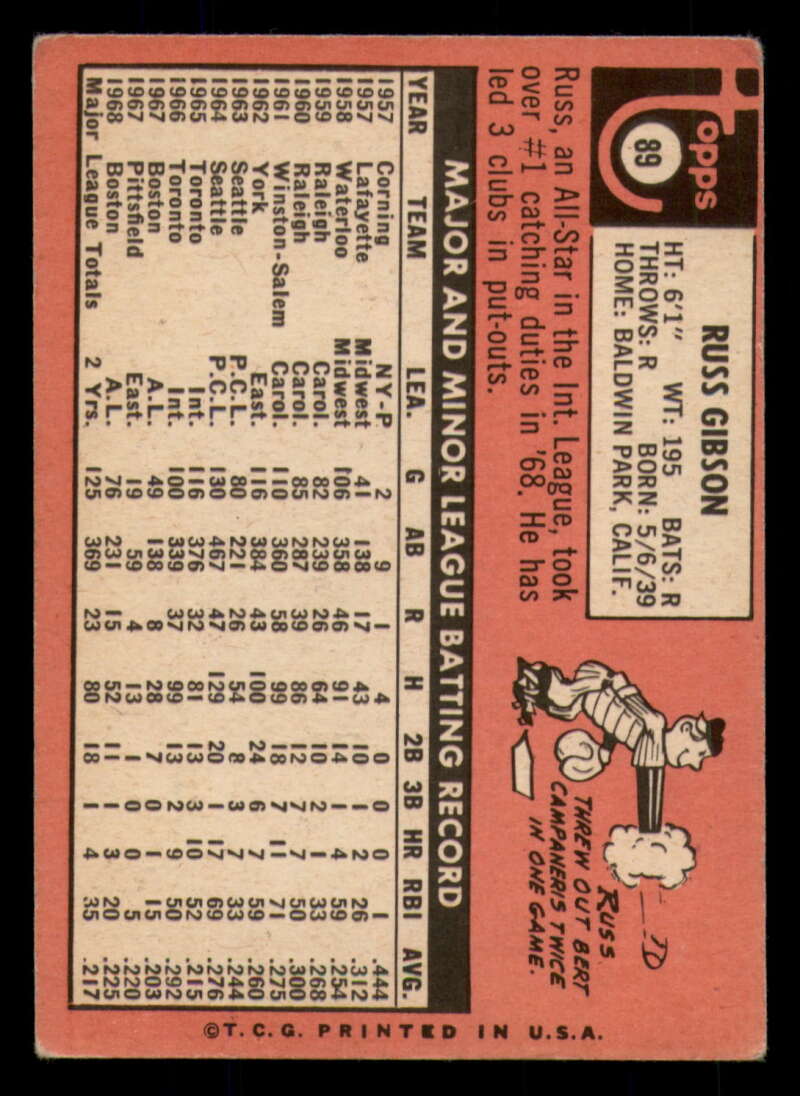 Topps
89
RUSS GIBSON
HT: 6'1" WT: 195 BATS: R
THROWS: R BORN: 5/6/39
HOME: BALDWIN PARK, CALIF.
Russ, an All-Star in the Int. League, took
over #1 catching duties in '68. He has
led 3 clubs in put-outs.
RUSS
THREW OUT BERT
CAMPANERIS TWICE
IN ONE GAME.
MAJOR AND MINOR LEAGUE BATTING RECORD
YEAR TEAM LEA. G AB R H 2B 3B HR RBI AVG.
1957 Corning NY-P 2 9 1 4 0 0 0 1 .444
1957 Lafayette Midwest 41 138 17 43 10 1 2 26 .312
1958 Waterloo Midwest 106 358 46 91 14 1 4 59 .254
1959 Raleigh Carol. 82 239 26 64 10 2 1 33 .268
1960 Raleigh Carol. 85 287 39 86 12 7 7 50 .300
1961 Winston-Salem Carol. 110 360 58 99 18 7 11 71 .275
1962 York East. 116 384 43 100 24 6 7 59 .260
1963 Seattle P.C.L. 80 221 26 54 8 3 7 33 .244
1964 Seattle P.C.L. 130 467 47 129 20 1 17 69 .276
1965 Toronto Int. 116 376 32 81 13 3 10 52 .215
1966 Toronto Int. 100 339 37 99 13 2 9 50 .292
1967 Boston A.L. 49 138 8 28 7 0 1 15 .203
1967 Pittsfield East. 19 59 4 13 1 0 0 5 .220
1968 Boston A.L. 76 231 15 52 11 1 3 20 .225
Major League Totals 2 Yrs. 125 369 23 80 18 1 4 35 .217
©T.C.G. PRINTED IN U.S.A.